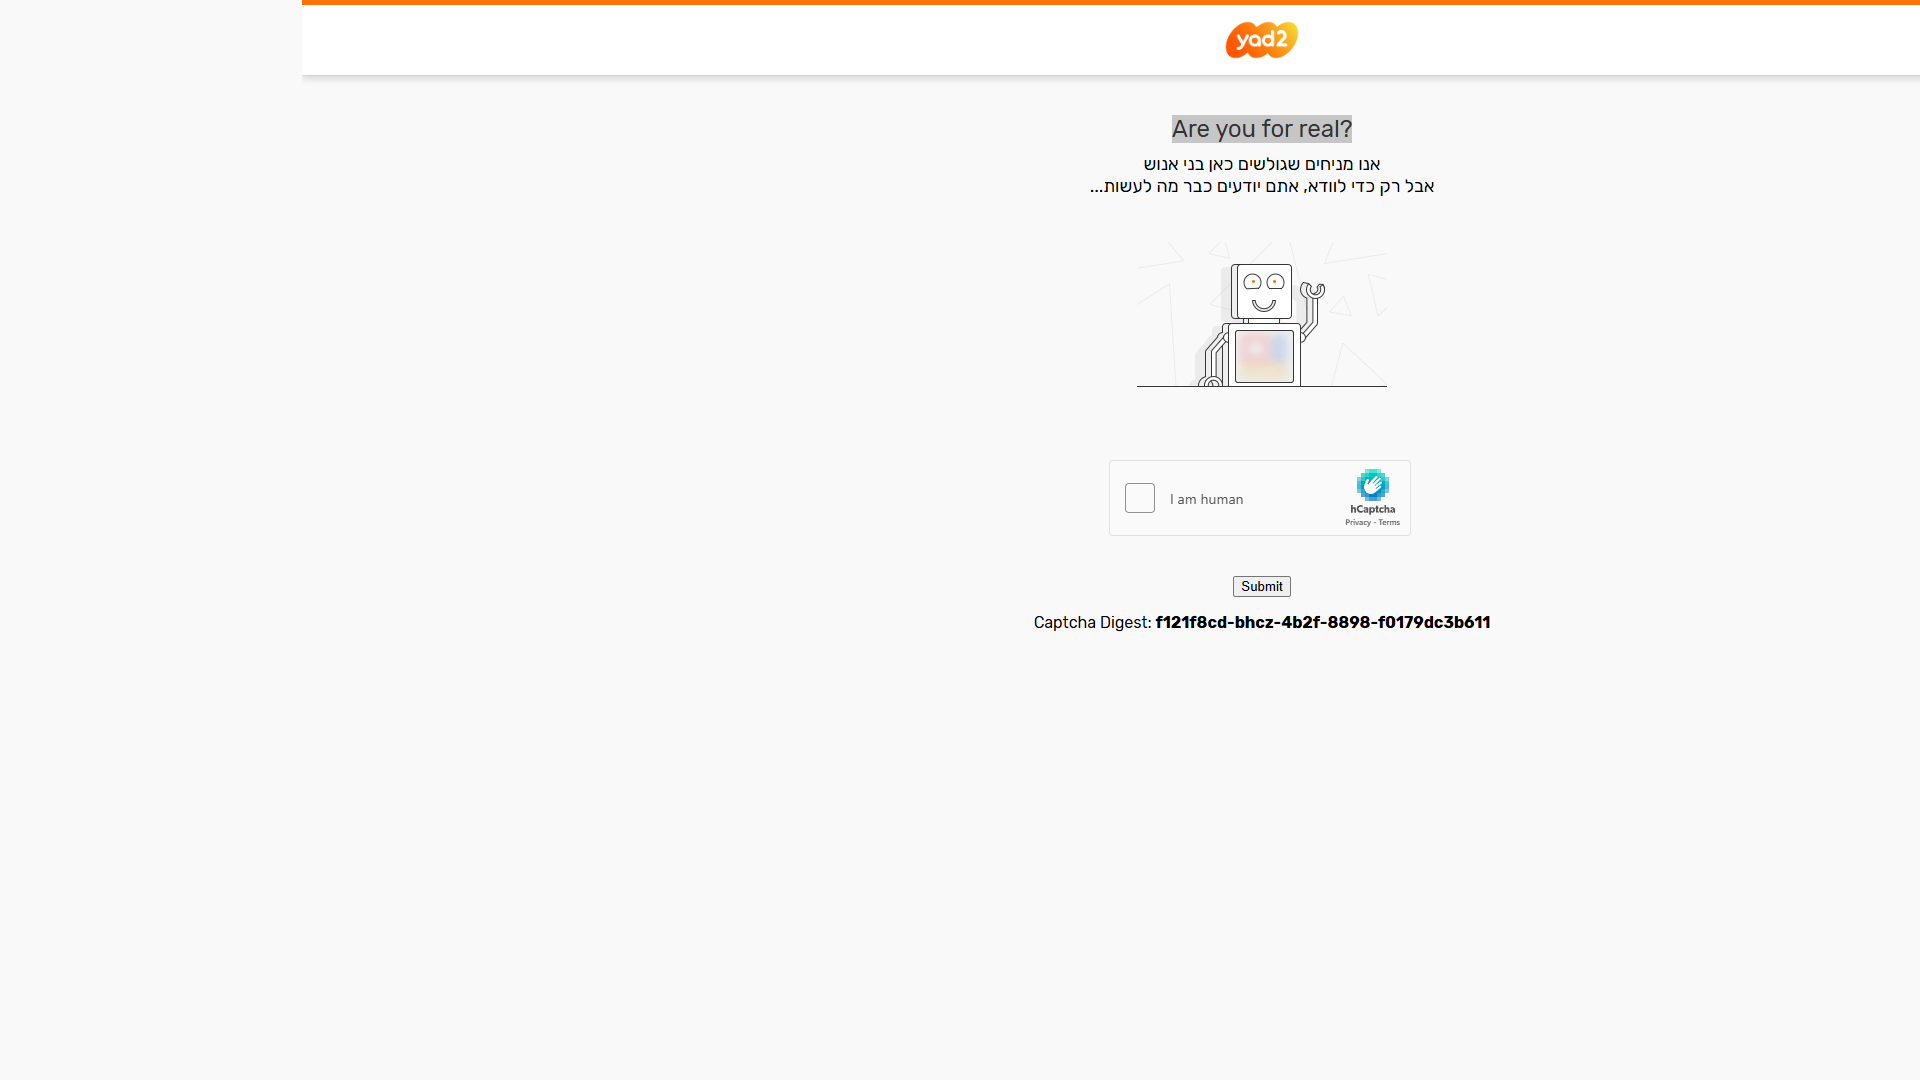 yad2
Are you for real?
אנו מניחים שגולשים כאן בני אנוש
אבל רק כדי לוודא, אתם יודעים כבר מה לעשות...
I am human
hCaptcha
Privacy - Terms
Submit
Captcha Digest: f121f8cd-bhcz-4b2f-8898-f0179dc3b611